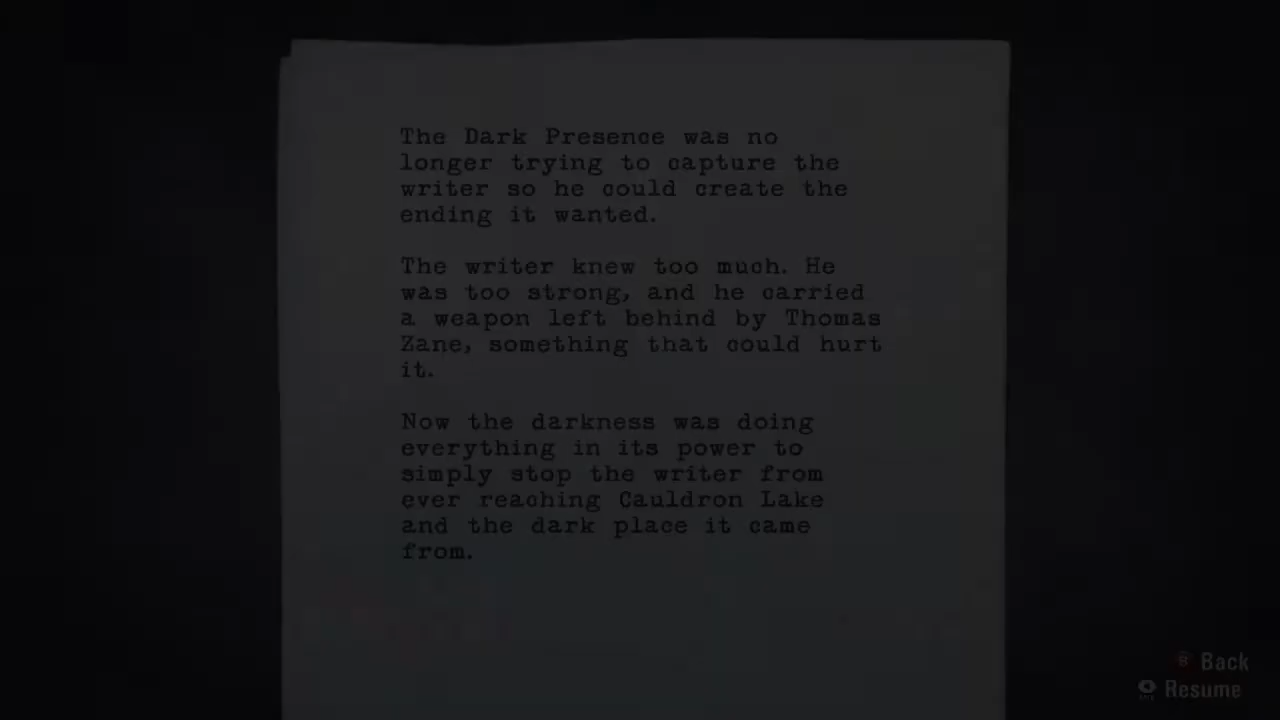 The Dark Presence was no
longer trying to capture the
writer so he could create the
ending it wanted.
The writer knew too much. He
was too strong, and he carried
a weapon left behind by Thomas
Zane, something that could hurt
it.
Now the darkness was doing
everything in its power to
simply stop the writer from
ever reaching Cauldron Lake
and the dark place it came
from.
Back
Resume